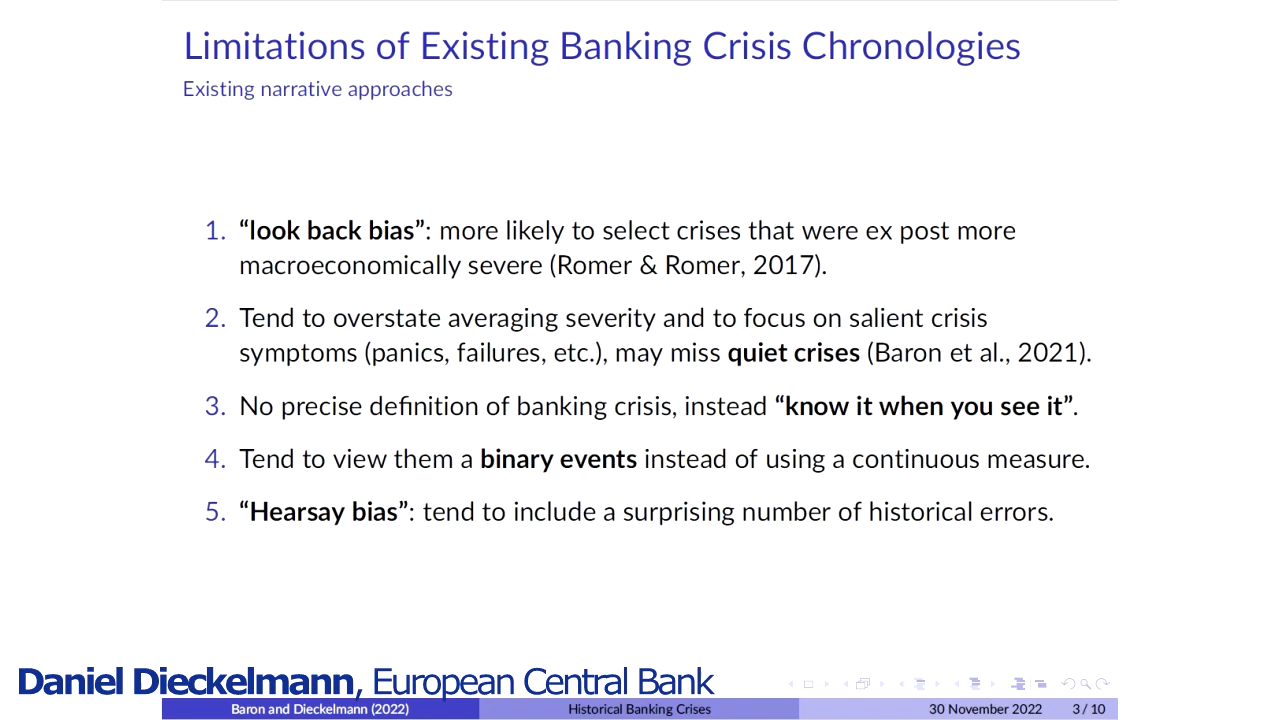 Limitations of Existing Banking Crisis Chronologies
Existing narrative approaches
1. “look back bias”: more likely to select crises that were ex post more
macroeconomically severe (Romer & Romer, 2017).
2. Tend to overstate averaging severity and to focus on salient crisis
symptoms (panics, failures, etc.), may miss quiet crises (Baron et al., 2021).
3. No precise definition of banking crisis, instead “know it when you see it”.
4. Tend to view them a binary events instead of using a continuous measure.
5. “Hearsay bias”: tend to include a surprising number of historical errors.
Daniel Dieckelmann, European Central Bank
Baron and Dieckelmann (2022) Historical Banking Crises 30 November 2022 3 / 10